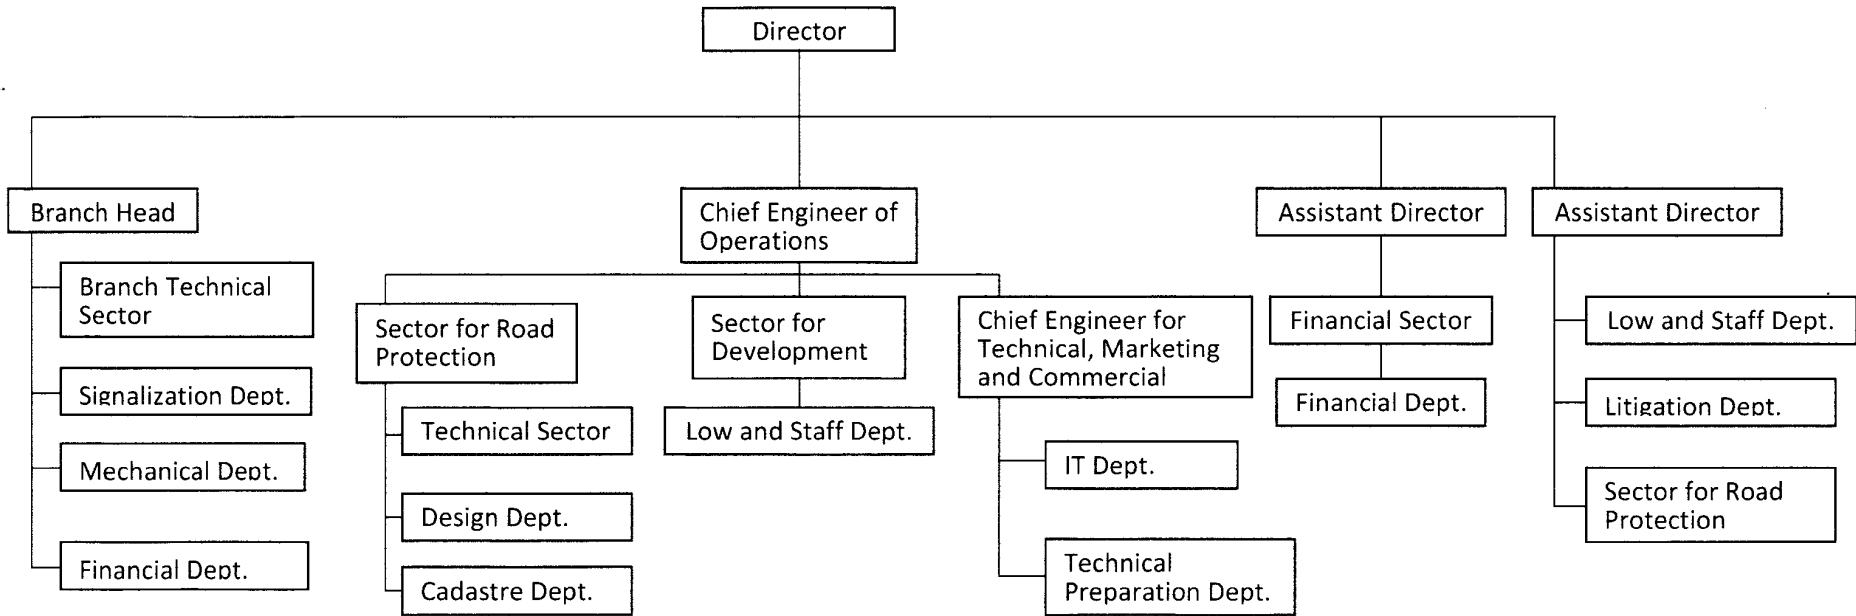 Director
Branch Head
Chief Engineer of
Operations
Assistant Director
Assistant Director
Branch Technical
Sector
Signalization Dept.
Mechanical Dept.
Financial Dept.
Sector for Road
Protection
Technical Sector
Design Dept.
Cadastre Dept.
Sector for
Development
Low and Staff Dept.
Chief Engineer for
Technical, Marketing
and Commercial
IT Dept.
Technical
Preparation Dept.
Financial Sector
Financial Dept.
Low and Staff Dept.
Litigation Dept.
Sector for Road
Protection